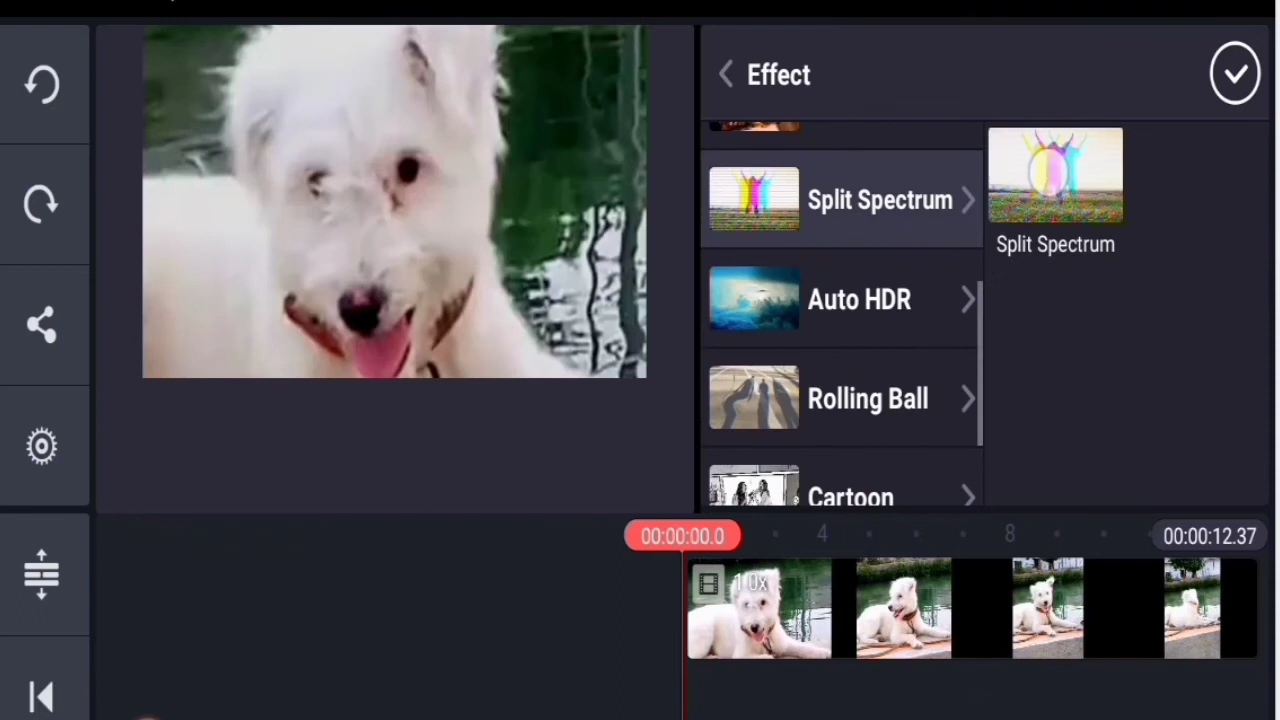 Effect
Split Spectrum
Split Spectrum
Auto HDR
Rolling Ball
Cartoon
00:00:00.0
4
8
00:00:12.37
1.0x